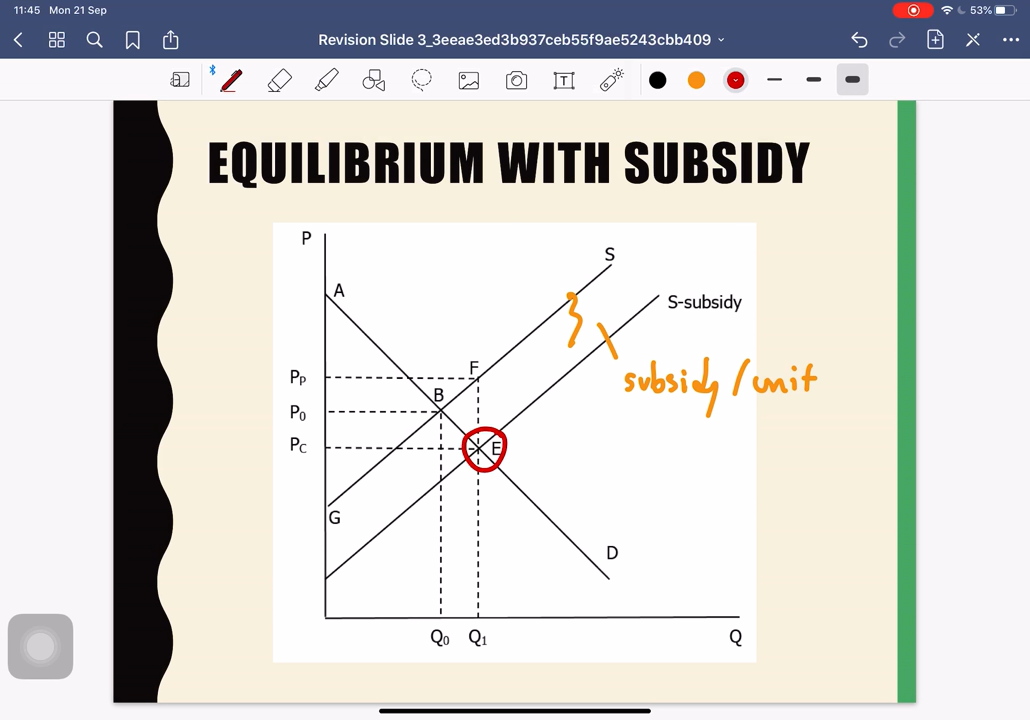 11:45 Mon 21 Sep 53%
Revision Slide 3_3eeae3ed3b937ceb55f9ae5243cbb409
T
EQUILIBRIUM WITH SUBSIDY
P
S
A
S-subsidy
F
PP
subsidy / unit
B
P0
PC
E
G
D
Q0 Q1 Q